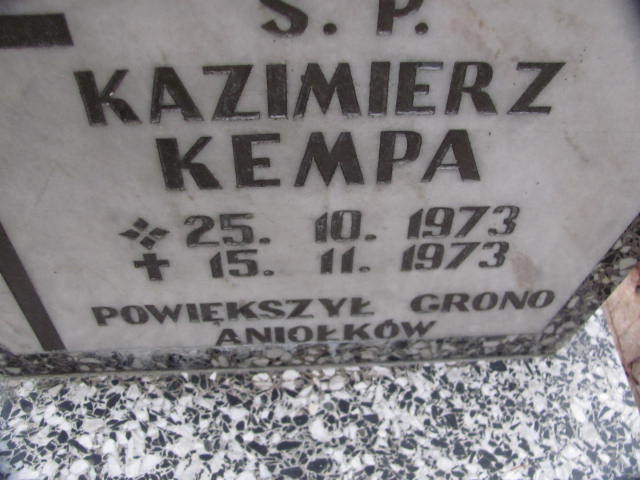 Ś. P.
KAZIMIERZ
KEMPA
25. 10. 1973
15. 11. 1973
POWIĘKSZYŁ GRONO
ANIOŁKÓW